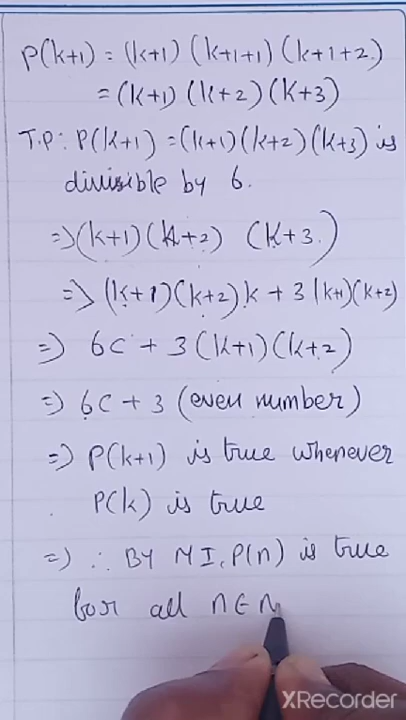 P(k+1) = (k+1) (k+1+1) (k+1+2)
= (k+1) (k+2) (k+3)
T.P: P(k+1) = (k+1)(k+2)(k+3) is
divisible by 6.
=> (k+1)(k+2) (k+3)
=> (k+1)(k+2)k + 3(k+1)(k+2)
=> 6c + 3(k+1)(k+2)
=> 6c + 3 (even number)
=> P(k+1) is true whenever
P(k) is true
=> ∴ BY MI, P(n) is true
for all n∈N
XRecorder